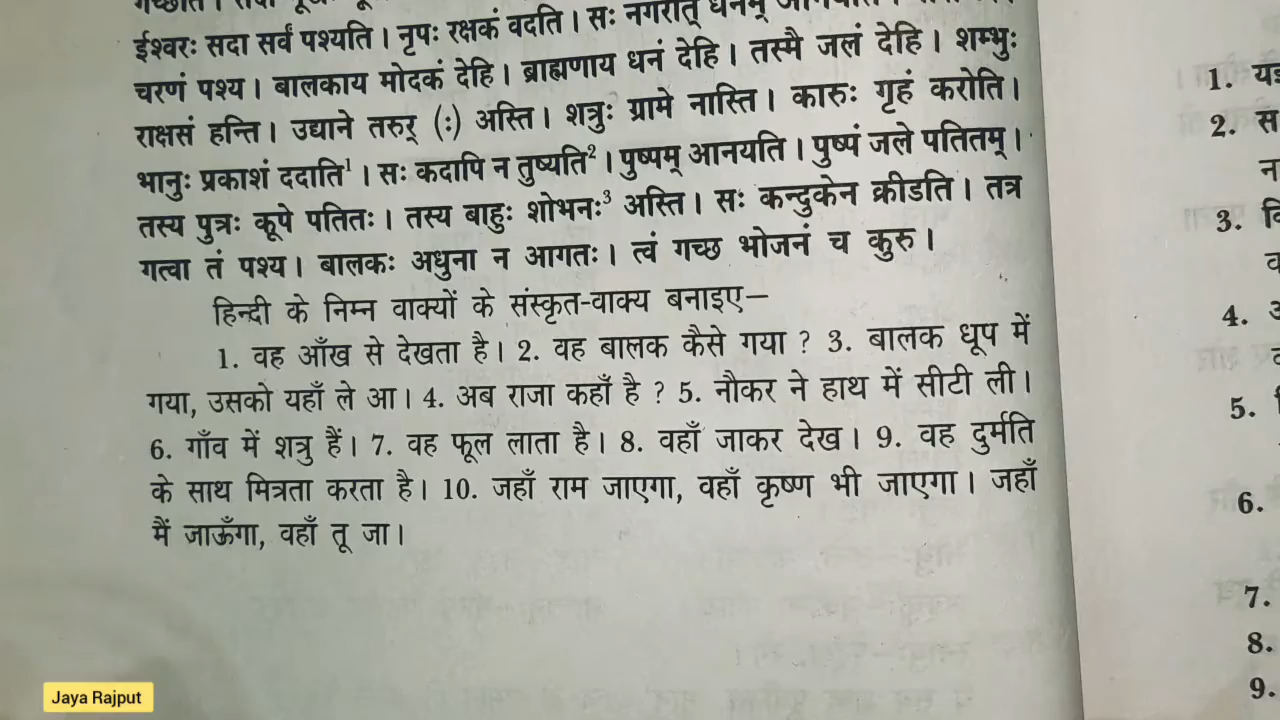 ईश्वरः सदा सर्वं पश्यति। नृपः रक्षकं वदति। सः नगरात् धनम्
चरणं पश्य। बालकाय मोदकं देहि। ब्राह्मणाय धनं देहि। तस्मै जलं देहि। शम्भुः
राक्षसं हन्ति। उद्याने तरुर् (ः) अस्ति। शत्रुः ग्रामे नास्ति। कारुः गृहं करोति।
भानुः प्रकाशं ददाति¹। सः कदापि न तुष्यति²। पुष्पम् आनयति। पुष्पं जले पतितम्।
तस्य पुत्रः कूपे पतितः। तस्य बाहुः शोभनः³ अस्ति। सः कन्दुकेन क्रीडति। तत्र
गत्वा तं पश्य। बालकः अधुना न आगतः। त्वं गच्छ भोजनं च कुरु।
हिन्दी के निम्न वाक्यों के संस्कृत-वाक्य बनाइए—
1. वह आँख से देखता है। 2. वह बालक कैसे गया ? 3. बालक धूप में
गया, उसको यहाँ ले आ। 4. अब राजा कहाँ है ? 5. नौकर ने हाथ में सीटी ली।
6. गाँव में शत्रु हैं। 7. वह फूल लाता है। 8. वहाँ जाकर देख। 9. वह दुर्मति
के साथ मित्रता करता है। 10. जहाँ राम जाएगा, वहाँ कृष्ण भी जाएगा। जहाँ
मैं जाऊँगा, वहाँ तू जा।
1.
2. स
न
3.
4.
5.
6.
7.
8.
9.
Jaya Rajput